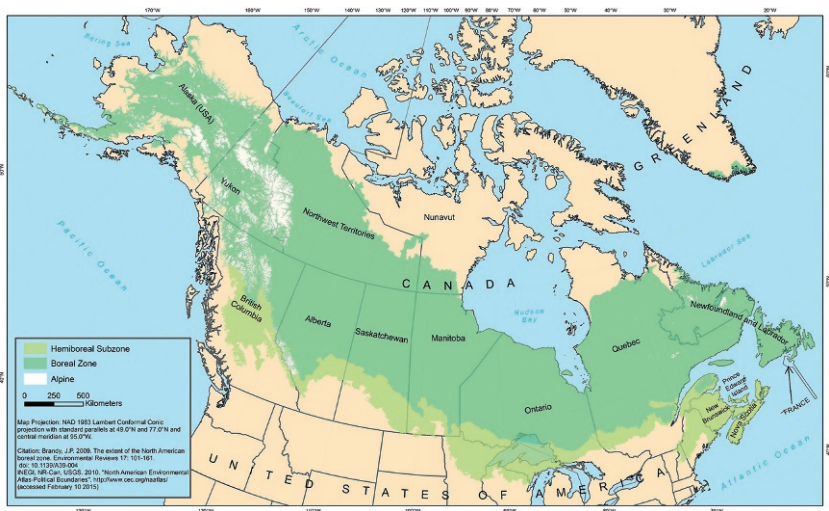 170°W
160°W
150°W
140°W
130°W
120°W
110°W
100°W
90°W
80°W
70°W
60°W
50°W
40°W
30°W
20°W
Bering Sea
Arctic Ocean
Beaufort Sea
Alaska (USA)
GREENLAND
Yukon
Northwest Territories
Nunavut
Pacific Ocean
Labrador Sea
CANADA
Hudson
Bay
British
Columbia
Alberta
Saskatchewan
Manitoba
Ontario
Quebec
Newfoundland and Labrador
Prince
Edward
Island
New
Brunswick
Nova Scotia
*FRANCE
Atlantic Ocean
UNITED STATES OF AMERICA
Hemiboreal Subzone
Boreal Zone
Alpine
0 250 500
Kilometers
Map Projection: NAD 1983 Lambert Conformal Conic
projection with standard parallels at 49.0°N and 77.0°N and
central meridian at 95.0°W.
Citation: Brandy, J.P. 2009. The extent of the North American
boreal zone. Environmental Reviews 17: 101-161.
doi: 10.1139/A09-004
INEGI, NR-Can, USGS. 2010. "North American Environmental
Atlas-Political Boundaries". http://www.cec.org/naatlas/
(accessed February 10 2015)